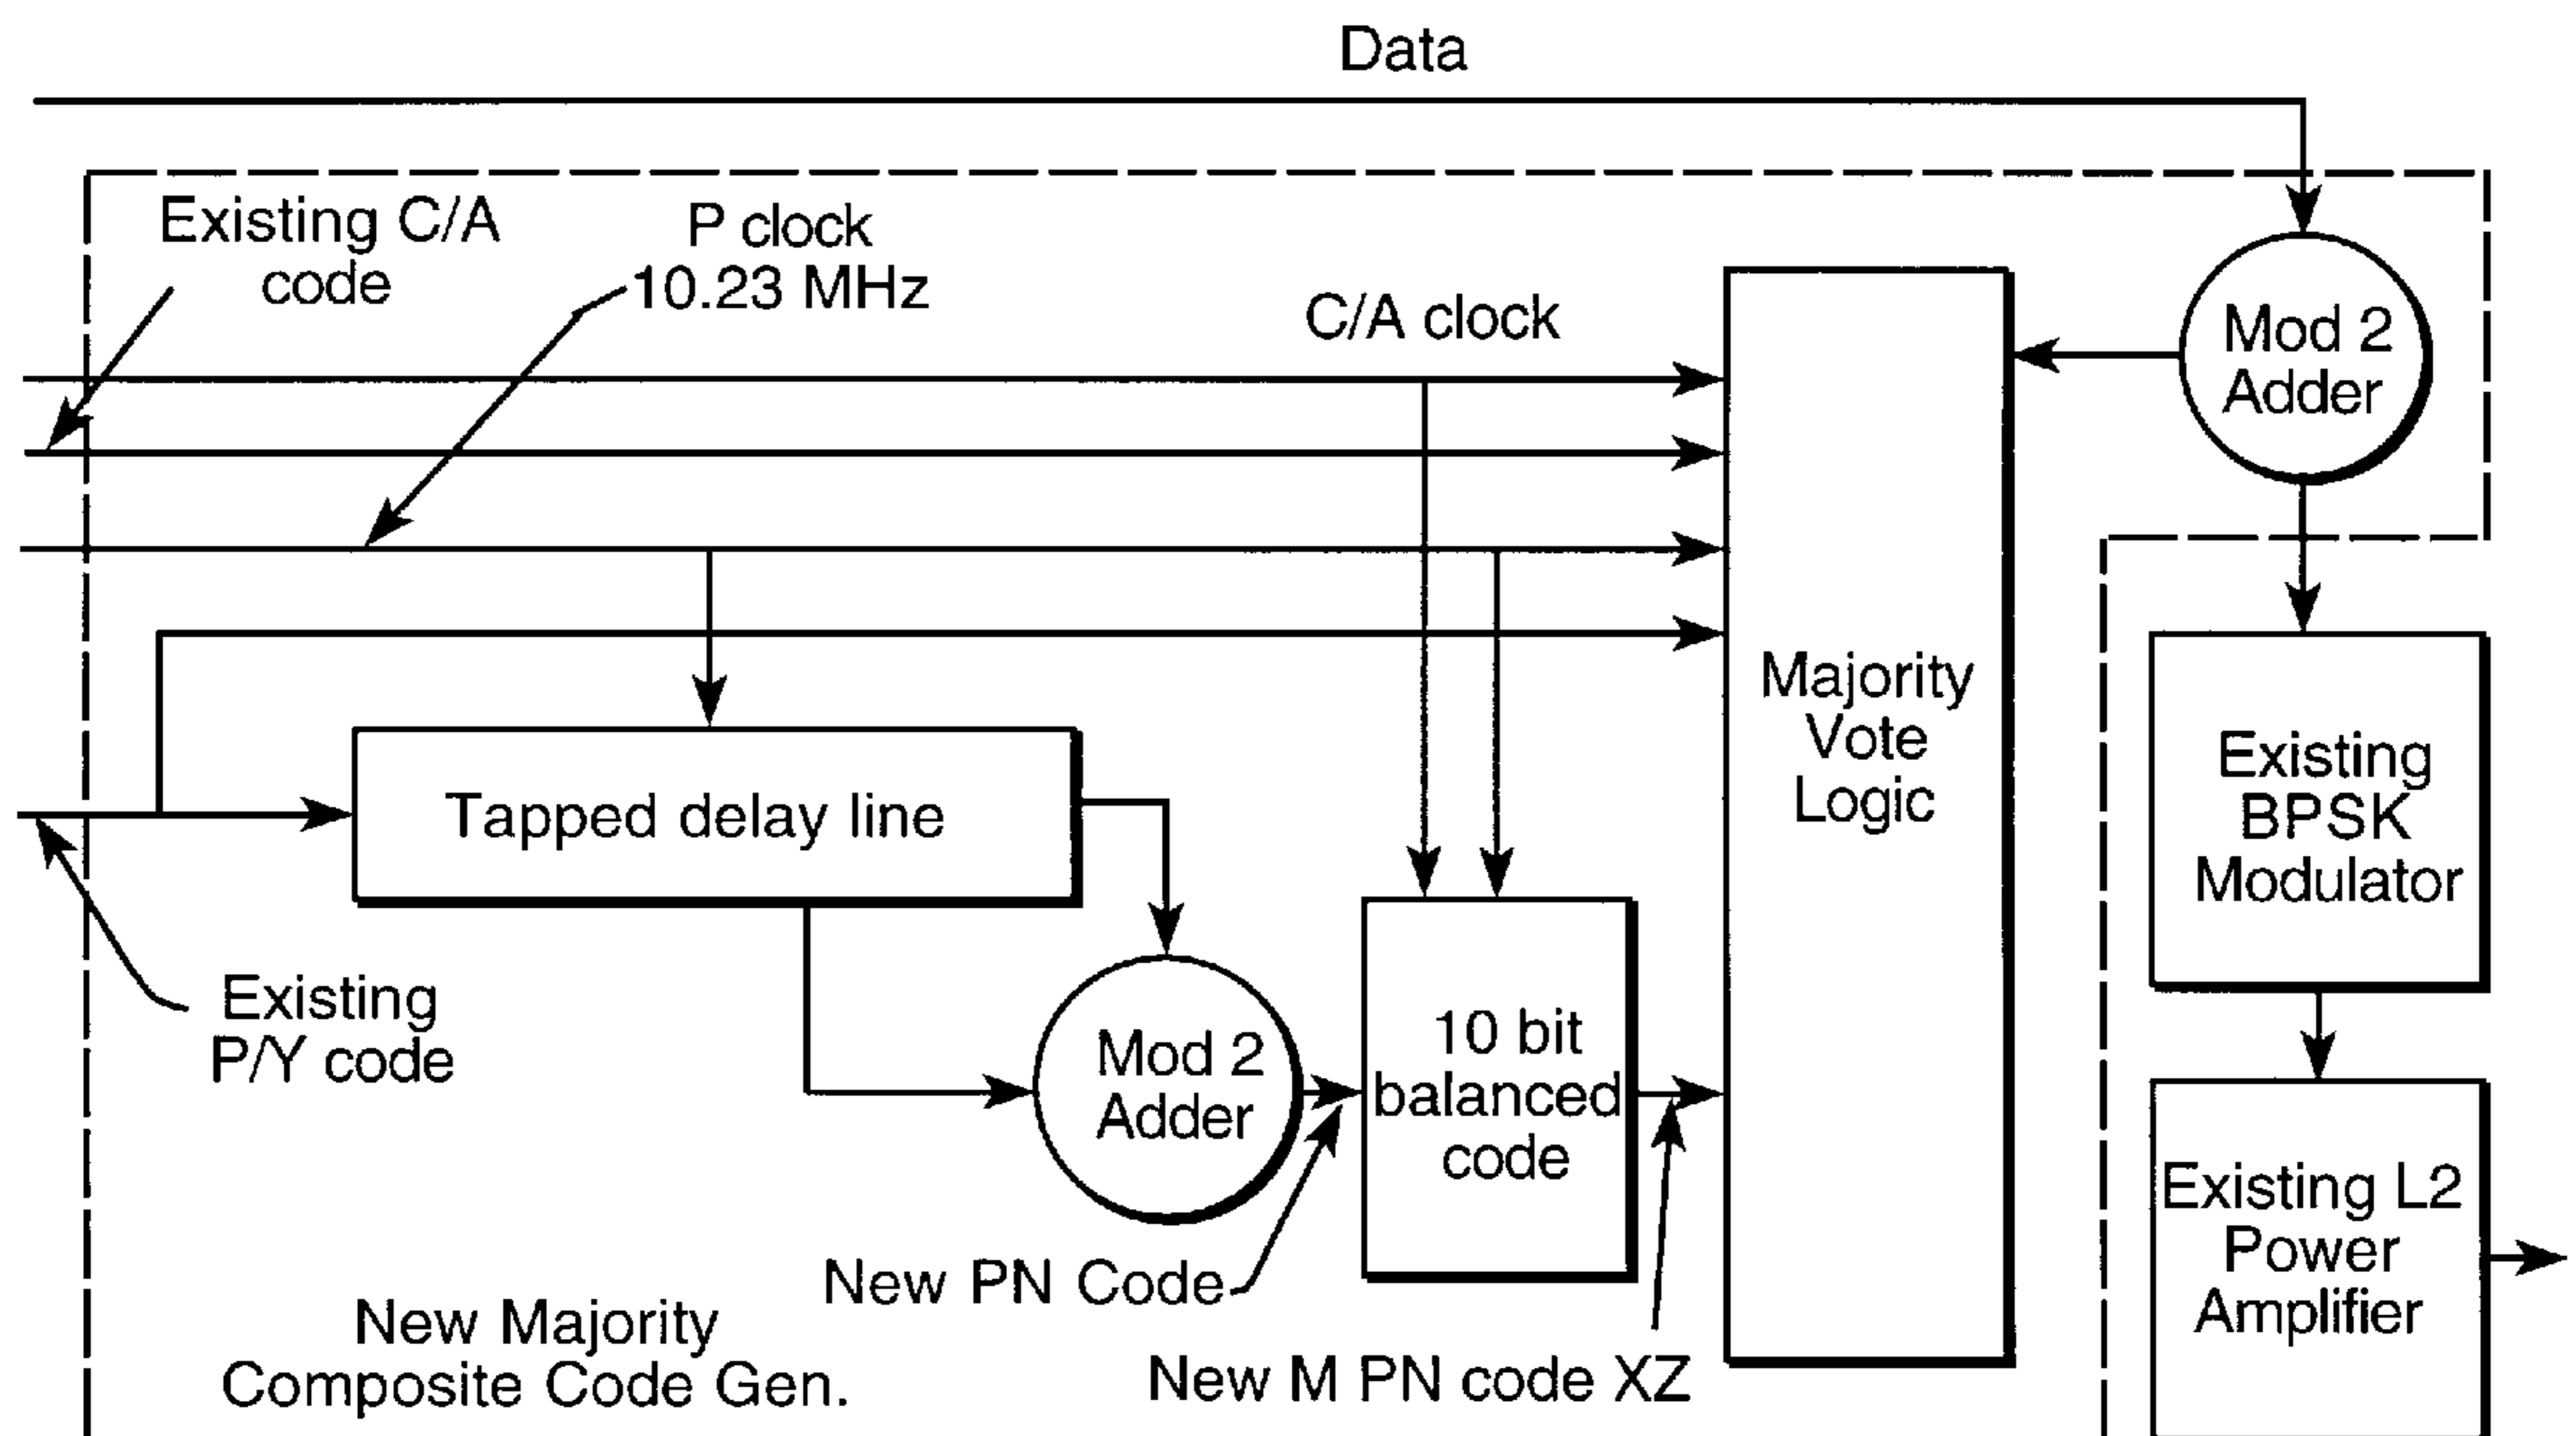 Data
Existing C/A
code
P clock
10.23 MHz
C/A clock
Mod 2
Adder
Majority
Vote
Logic
Tapped delay line
Existing
BPSK
Modulator
Existing
P/Y code
Mod 2
Adder
10 bit
balanced
code
Existing L2
Power
Amplifier
New PN Code
New Majority
Composite Code Gen.
New M PN code XZ